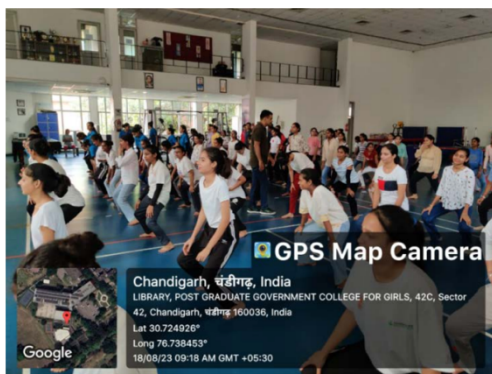 GPS Map Camera
Chandigarh, चंडीगढ़, India
LIBRARY, POST GRADUATE GOVERNMENT COLLEGE FOR GIRLS, 42C, Sector
42, Chandigarh, चंडीगढ़ 160036, India
Lat 30.724926°
Long 76.738453°
18/08/23 09:18 AM GMT +05:30
Google